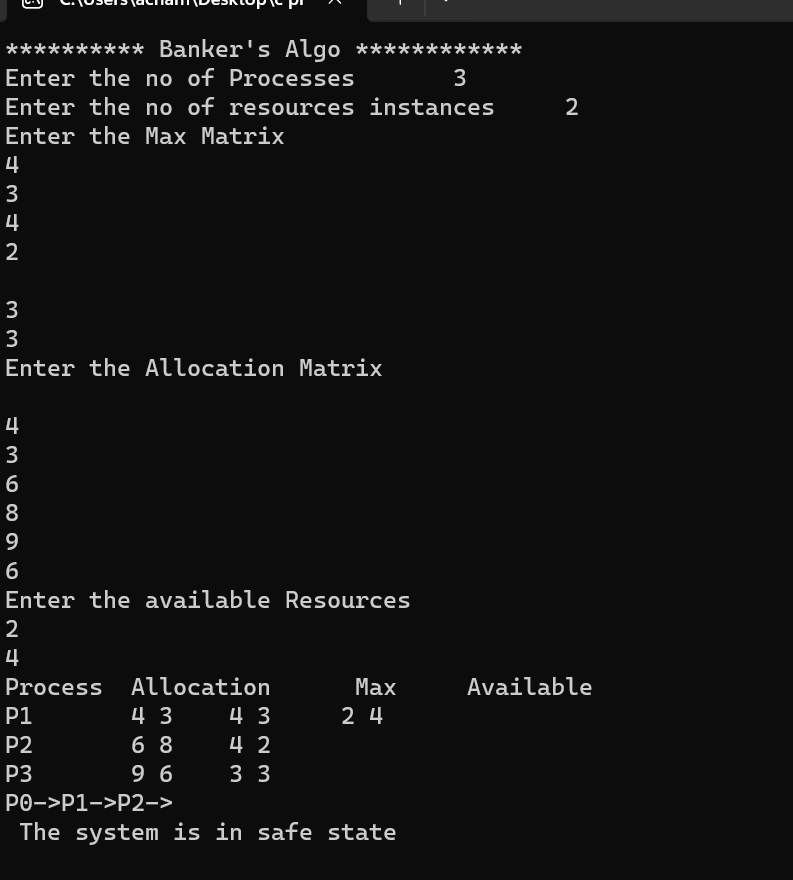 C:\Users\acham\Desktop\c pr
********** Banker's Algo ************
Enter the no of Processes       3
Enter the no of resources instances     2
Enter the Max Matrix
4
3
4
2
3
3
Enter the Allocation Matrix
4
3
6
8
9
6
Enter the available Resources
2
4
Process  Allocation      Max     Available
P1       4 3    4 3     2 4
P2       6 8    4 2
P3       9 6    3 3
P0->P1->P2->
 The system is in safe state